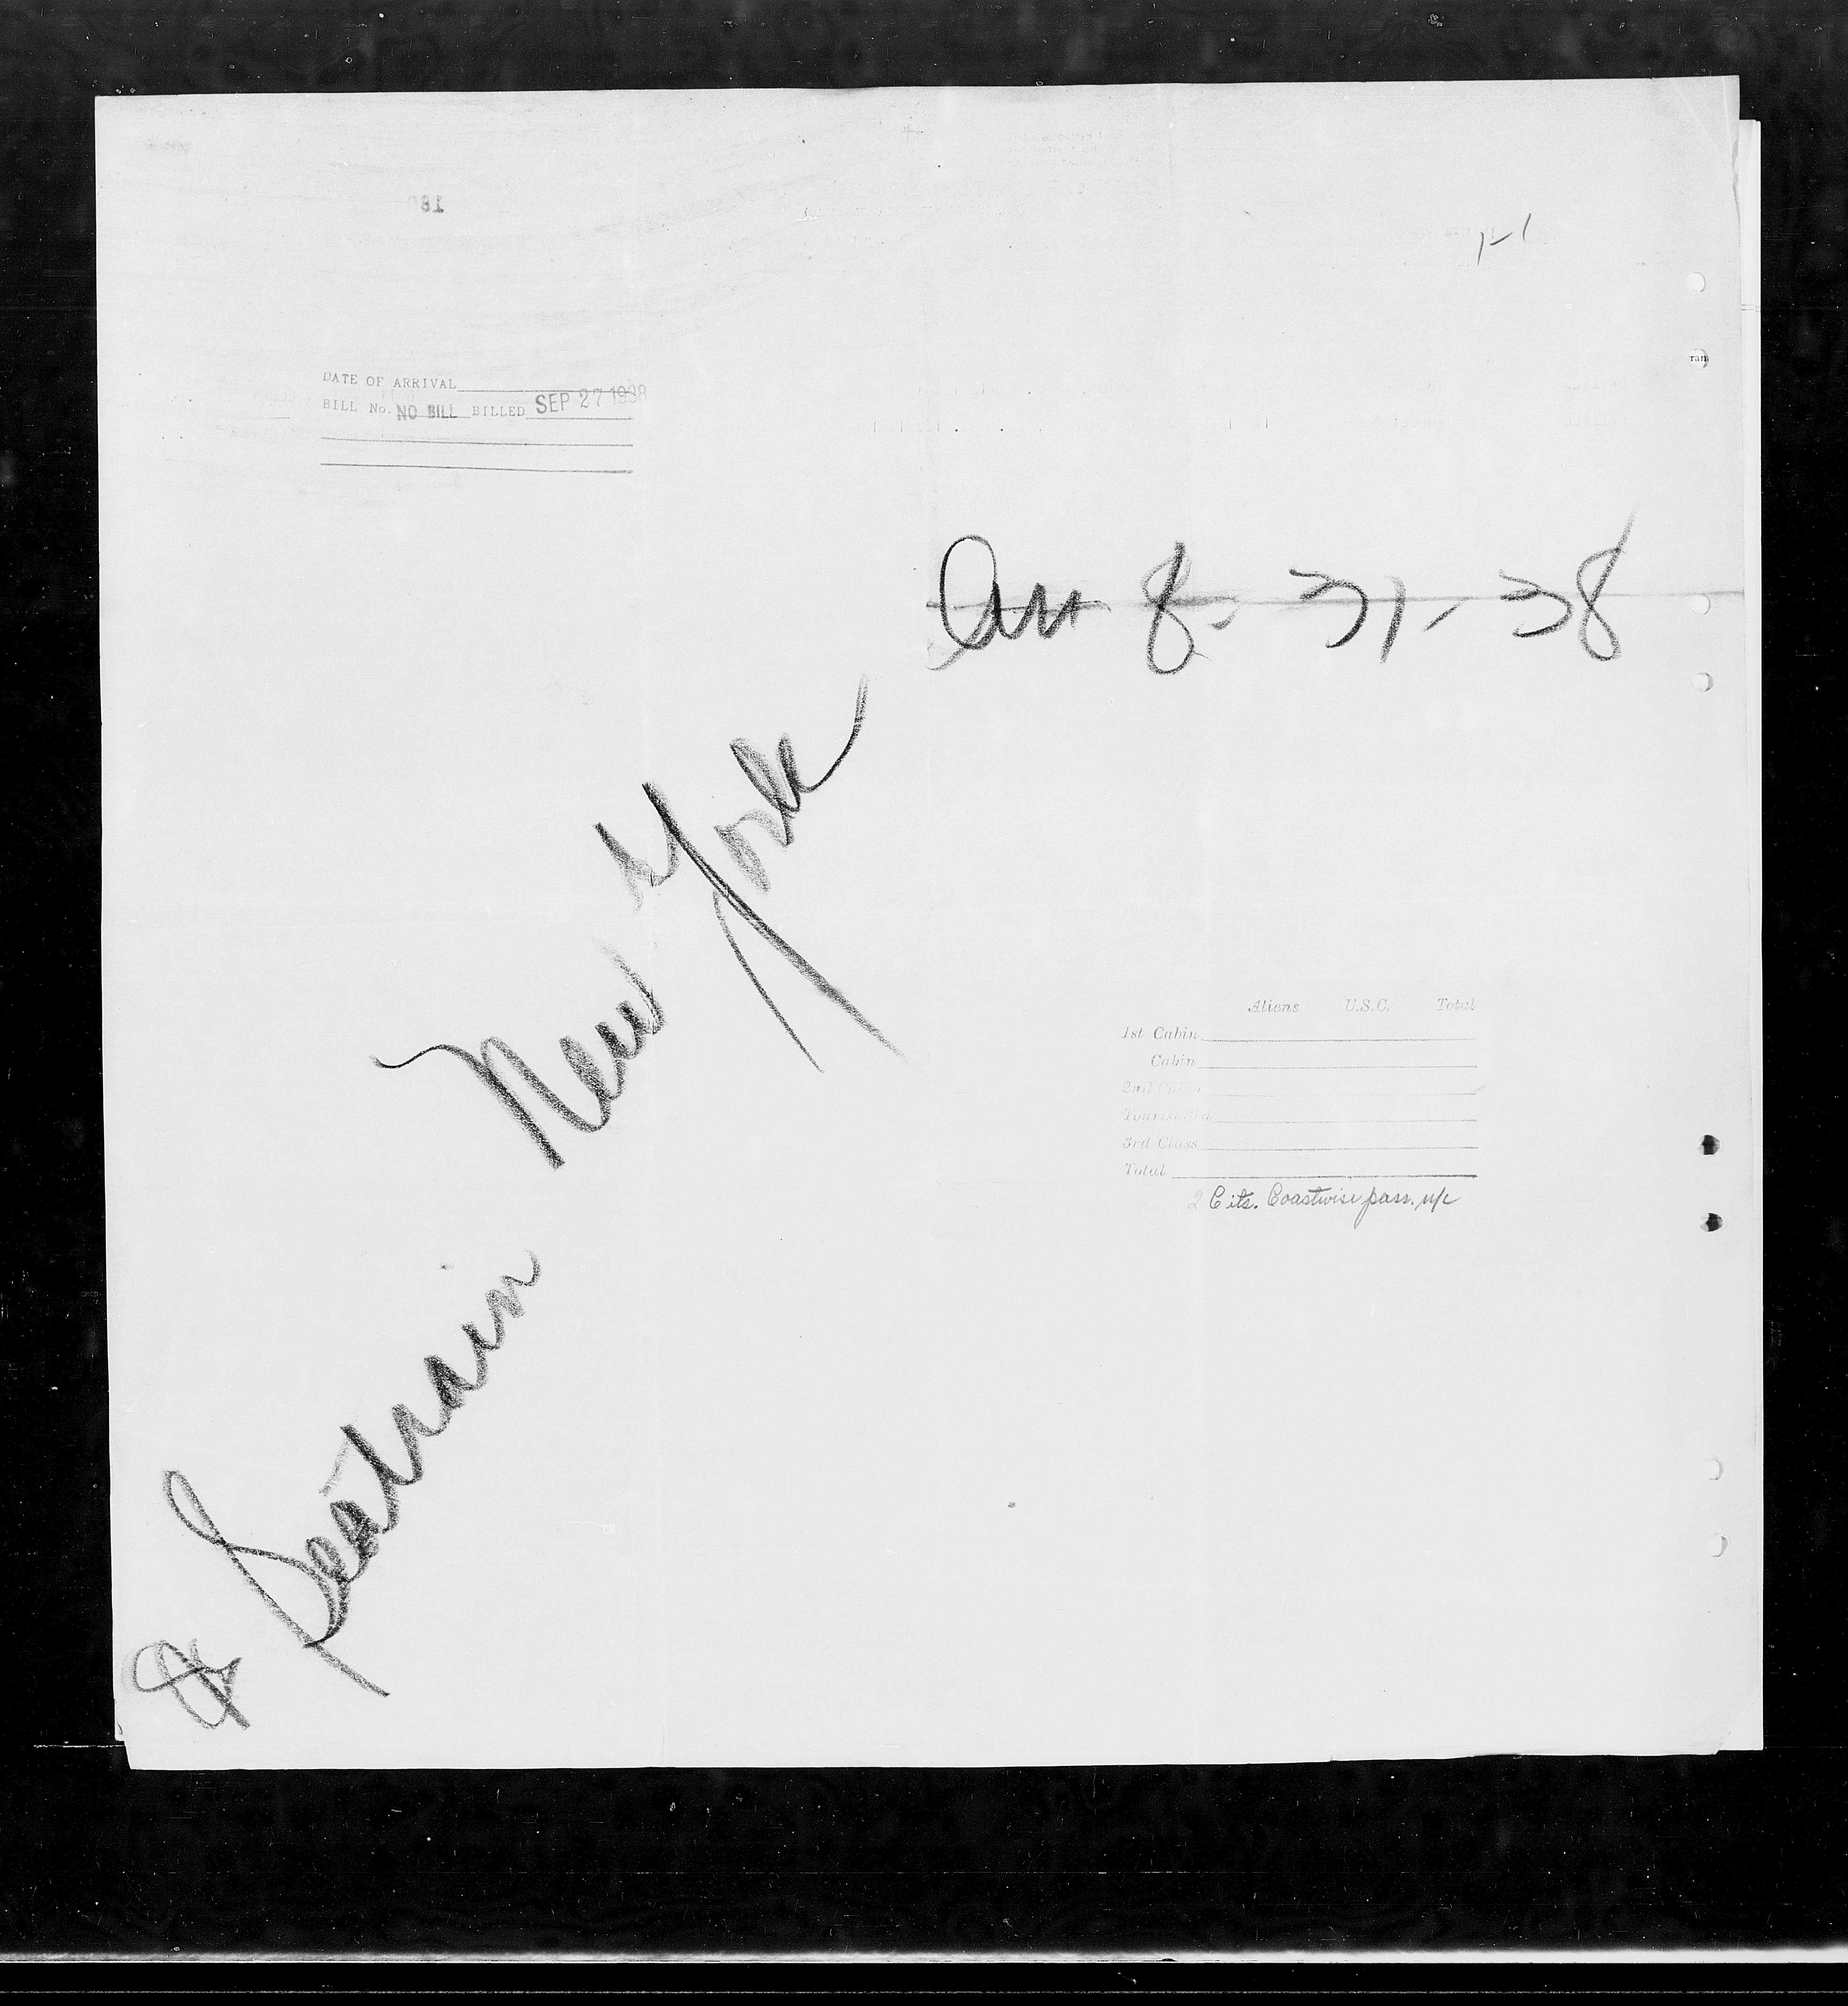 1-1
DATE OF ARRIVAL
BILL No. NO BILL BILLED SEP 27 1938
Arr 8-31-38
SS Seatrain New York
Aliens U.S.C. Total
1st Cabin
Cabin
2nd Cabin
Tourist 3rd
3rd Class
Total
2 Cits. Coastwise pass. n/c